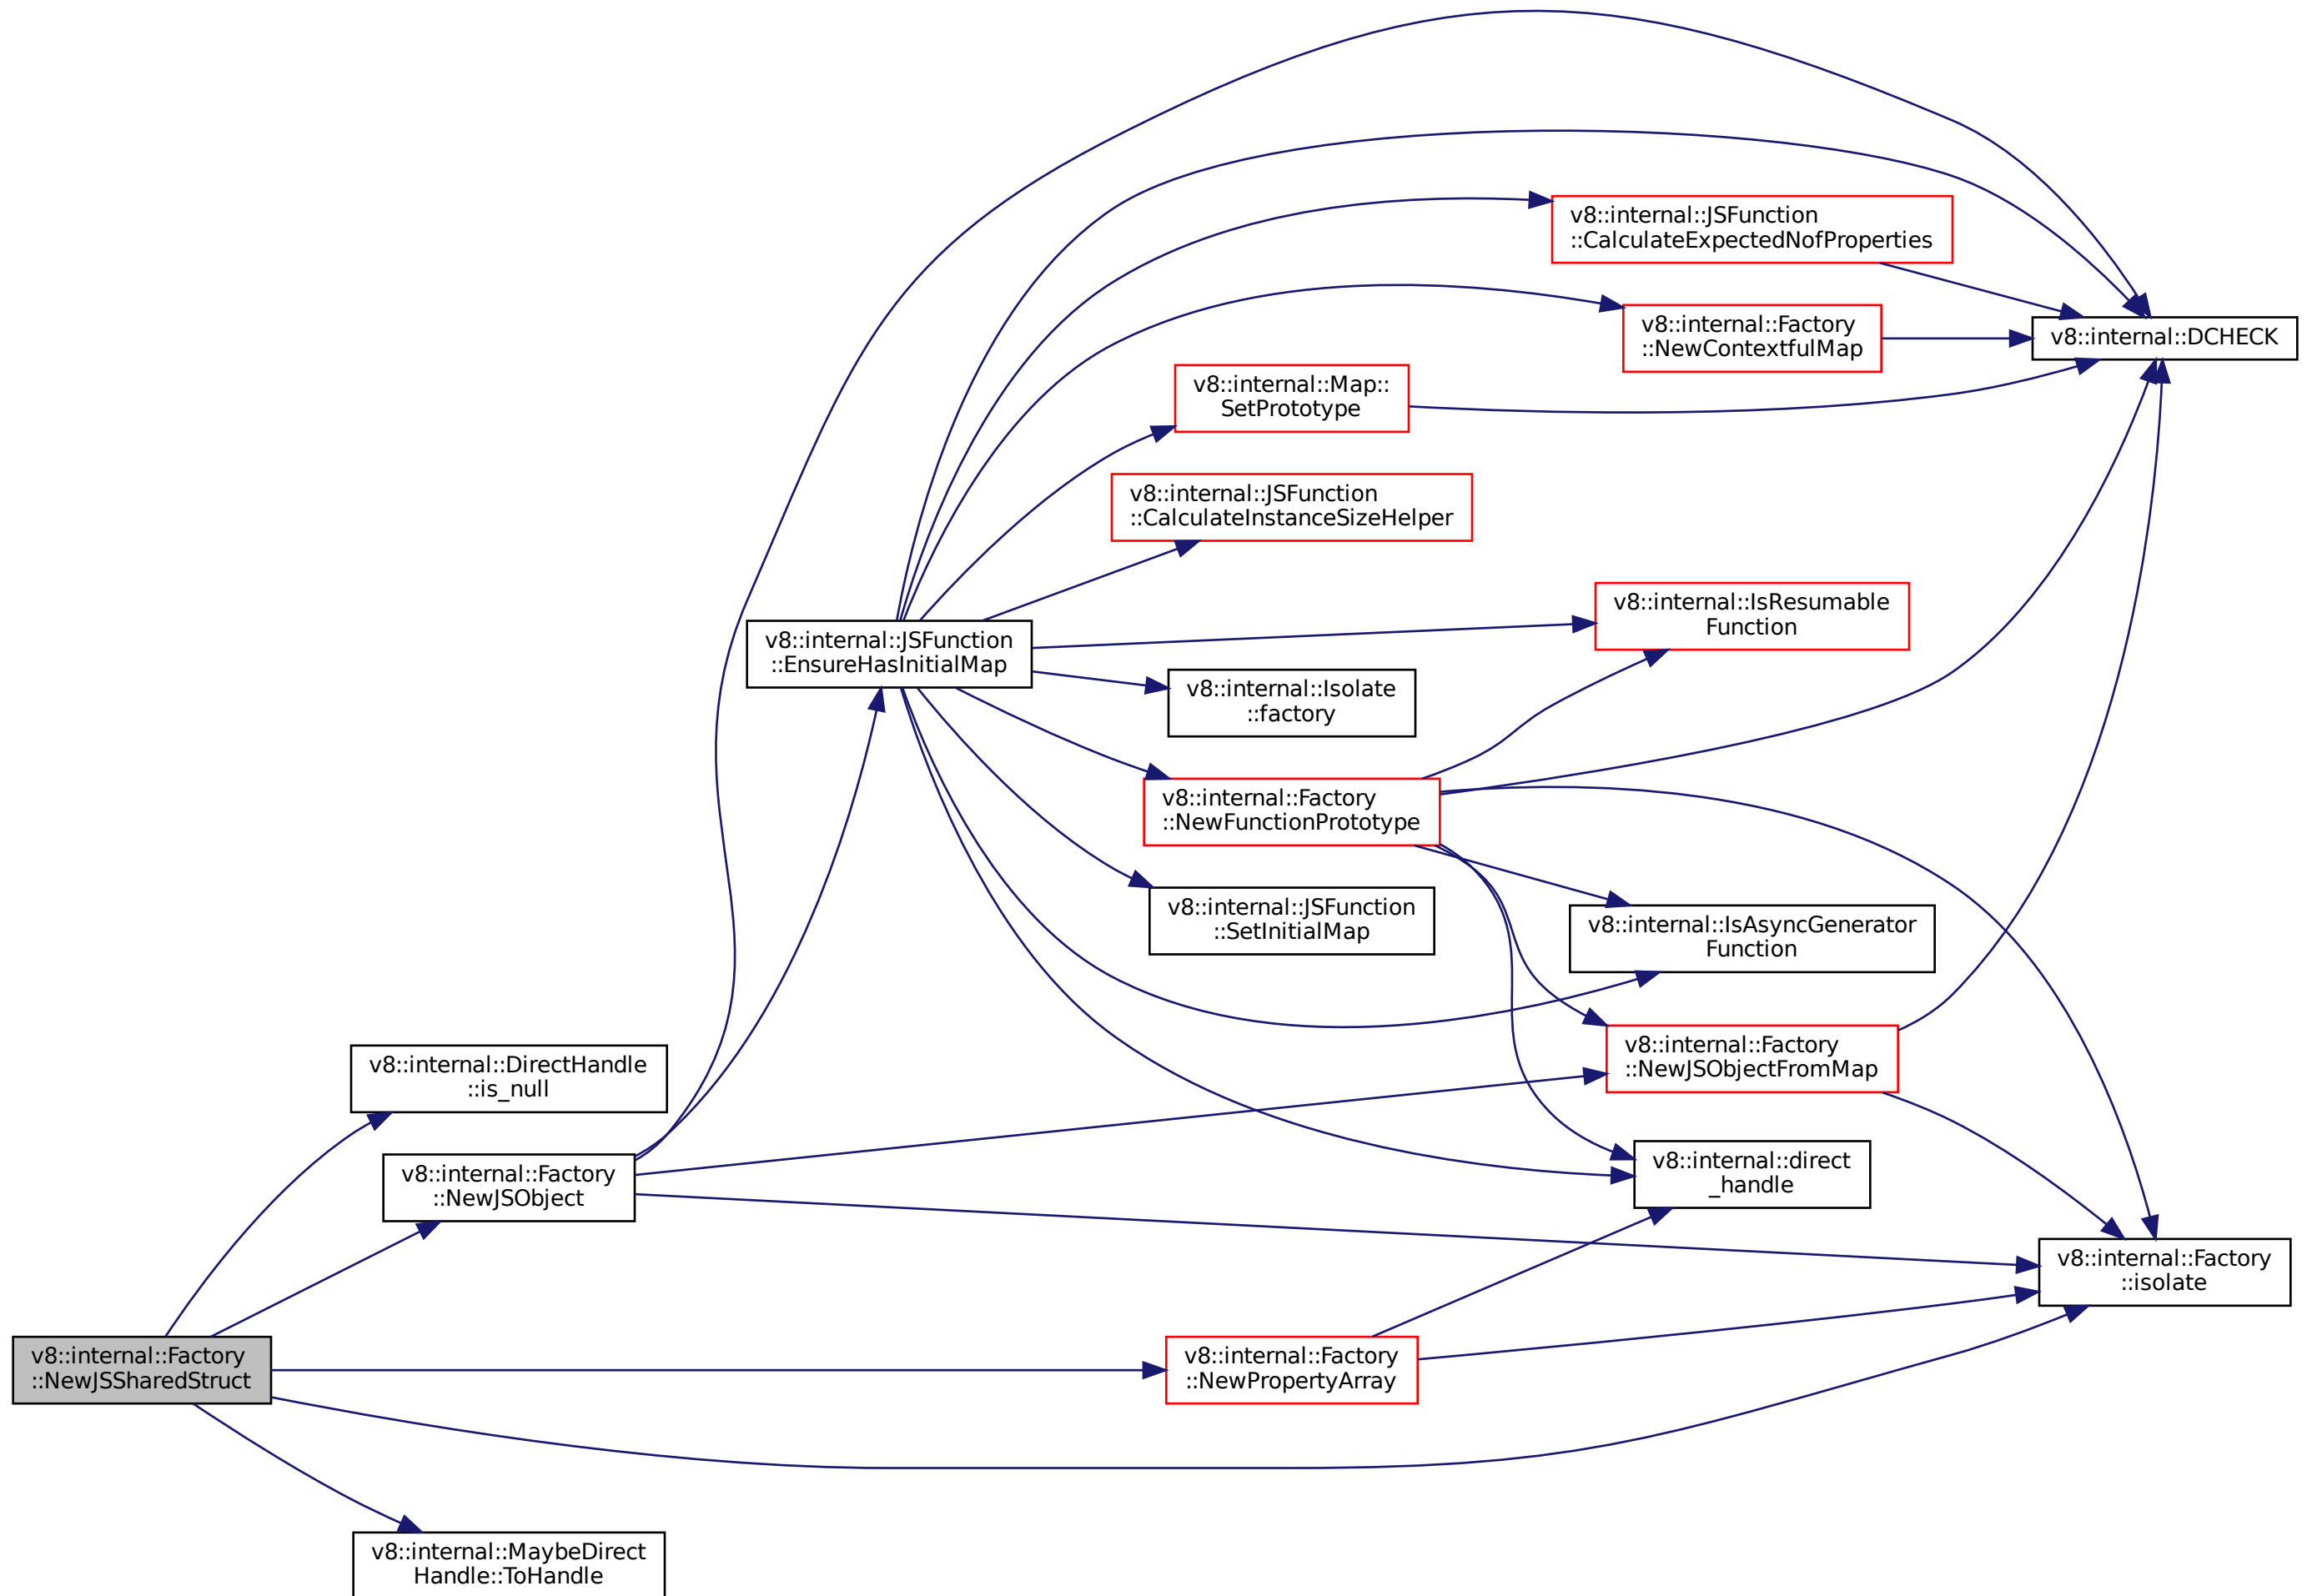 v8::internal::JSFunction
::CalculateExpectedNofProperties
v8::internal::Factory
::NewContextfulMap
v8::internal::DCHECK
v8::internal::Map::
SetPrototype
v8::internal::JSFunction
::CalculateInstanceSizeHelper
v8::internal::IsResumable
Function
v8::internal::JSFunction
::EnsureHasInitialMap
v8::internal::Isolate
::factory
v8::internal::Factory
::NewFunctionPrototype
v8::internal::JSFunction
::SetInitialMap
v8::internal::IsAsyncGenerator
Function
v8::internal::Factory
::NewJSObjectFromMap
v8::internal::DirectHandle
::is_null
v8::internal::Factory
::NewJSObject
v8::internal::direct
_handle
v8::internal::Factory
::isolate
v8::internal::Factory
::NewJSSharedStruct
v8::internal::Factory
::NewPropertyArray
v8::internal::MaybeDirect
Handle::ToHandle